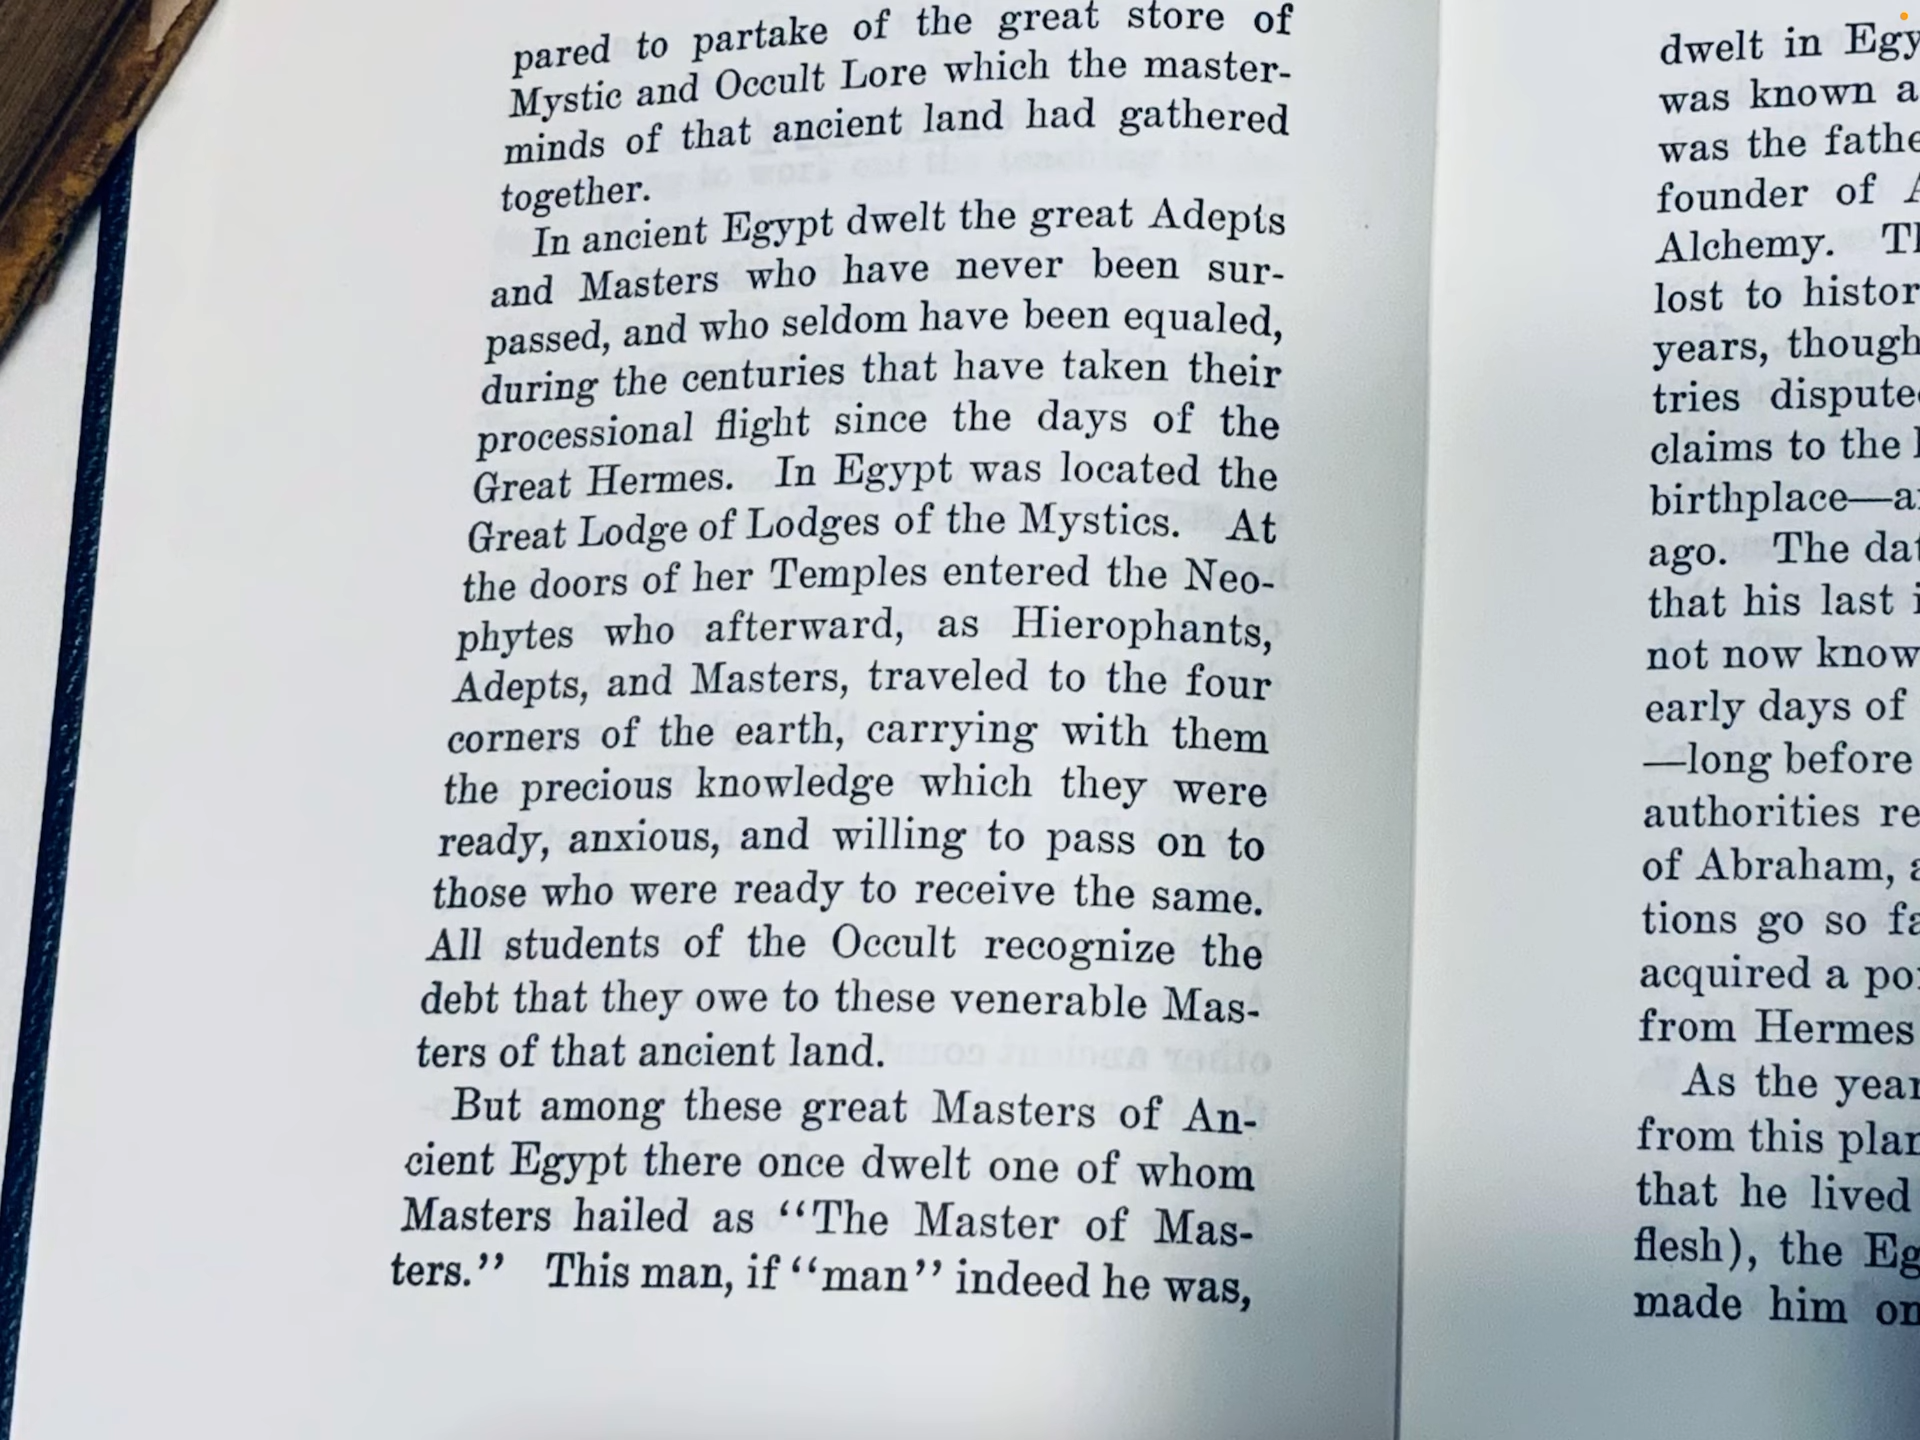 pared to partake of the great store of
Mystic and Occult Lore which the master-
minds of that ancient land had gathered
together.
In ancient Egypt dwelt the great Adepts
and Masters who have never been sur-
passed, and who seldom have been equaled,
during the centuries that have taken their
processional flight since the days of the
Great Hermes. In Egypt was located the
Great Lodge of Lodges of the Mystics. At
the doors of her Temples entered the Neo-
phytes who afterward, as Hierophants,
Adepts, and Masters, traveled to the four
corners of the earth, carrying with them
the precious knowledge which they were
ready, anxious, and willing to pass on to
those who were ready to receive the same.
All students of the Occult recognize the
debt that they owe to these venerable Mas-
ters of that ancient land.
But among these great Masters of An-
cient Egypt there once dwelt one of whom
Masters hailed as “The Master of Mas-
ters.” This man, if “man” indeed he was,
dwelt in
was known
was the
founder of
Alchemy.
lost to
years, though
tries
claims to the
birthplace—
ago. The
that his last
not now
early days of
—long before
authorities
of Abraham,
tions go so
acquired a
from Hermes
As the
from this
that he lived
flesh), the
made him